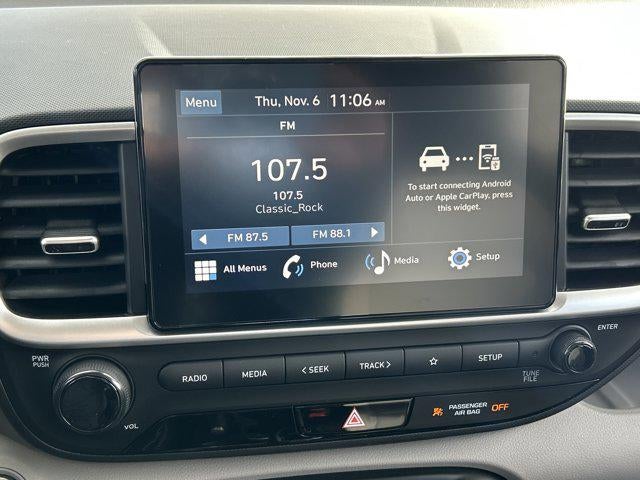 Menu Thu, Nov. 6 11:06 AM
FM
107.5
107.5
Classic_Rock
FM 87.5 FM 88.1
To start connecting Android
Auto or Apple CarPlay, press
this widget.
All Menus Phone Media Setup
PWR
PUSH
VOL
RADIO MEDIA < SEEK TRACK > SETUP
ENTER
TUNE
FILE
PASSENGER
AIR BAG OFF